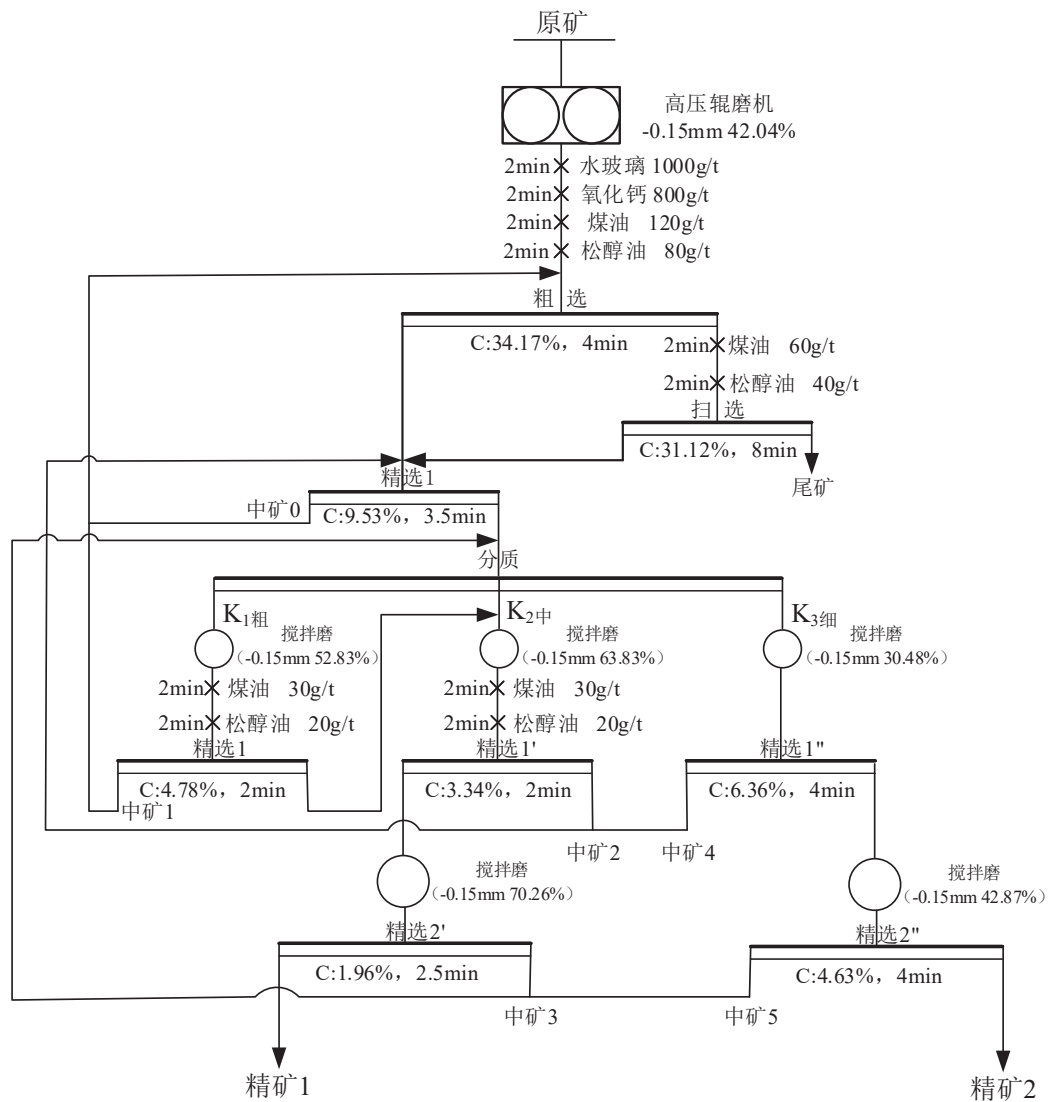 原矿
高压辊磨机
-0.15mm 42.04%
2min 水玻璃 1000g/t
2min 氧化钙 800g/t
2min 煤油 120g/t
2min 松醇油 80g/t
粗 选
C:34.17%，4min
2min 煤油 60g/t
2min 松醇油 40g/t
扫 选
C:31.12%，8min
尾矿
精选1
中矿0
C:9.53%，3.5min
分质
K1粗
搅拌磨
（-0.15mm 52.83%）
K2中
搅拌磨
（-0.15mm 63.83%）
K3细
搅拌磨
（-0.15mm 30.48%）
2min 煤油 30g/t
2min 松醇油 20g/t
2min 煤油 30g/t
2min 松醇油 20g/t
精选1
精选1'
精选1"
C:4.78%，2min
C:3.34%，2min
C:6.36%，4min
中矿1
中矿2
中矿4
搅拌磨
（-0.15mm 70.26%）
搅拌磨
（-0.15mm 42.87%）
精选2'
精选2"
C:1.96%，2.5min
C:4.63%，4min
中矿3
中矿5
精矿1
精矿2